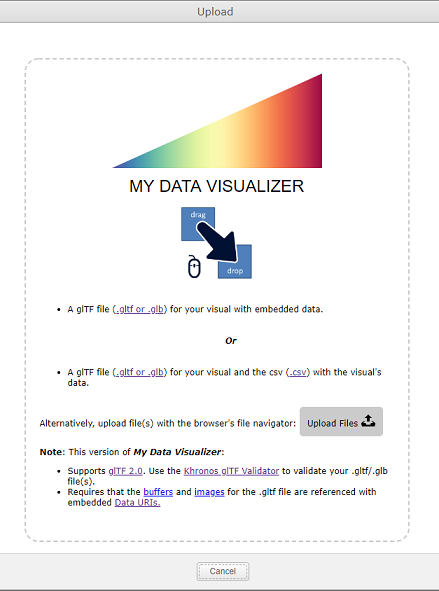 Upload
MY DATA VISUALIZER
drag
drop
• A glTF file (.gltf or .glb) for your visual with embedded data.
Or
• A glTF file (.gltf or .glb) for your visual and the csv (.csv) with the visual's
data.
Alternatively, upload file(s) with the browser's file navigator: Upload Files
Note: This version of My Data Visualizer:
• Supports glTF 2.0. Use the Khronos glTF Validator to validate your .gltf/.glb
file(s).
• Requires that the buffers and images for the .gltf file are referenced with
embedded Data URIs.
Cancel